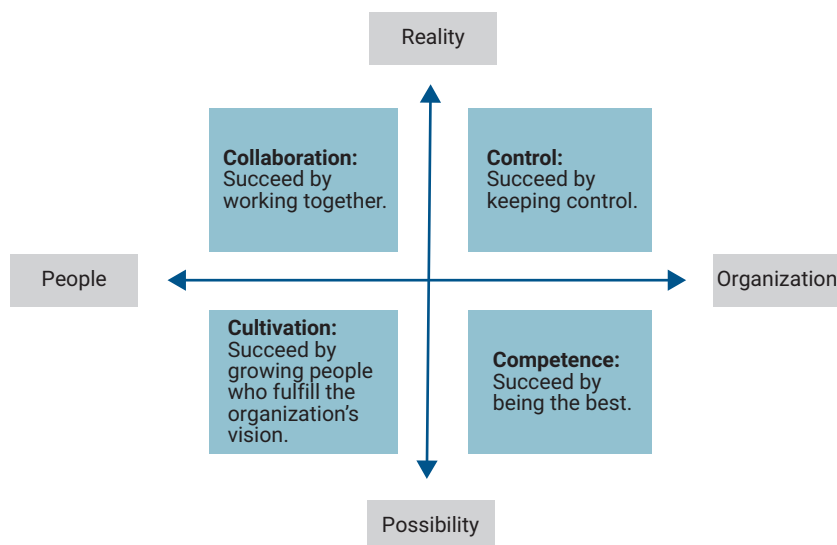 Reality
Collaboration:
Succeed by
working together.
Control:
Succeed by
keeping control.
People
Organization
Cultivation:
Succeed by
growing people
who fulfill the
organization’s
vision.
Competence:
Succeed by
being the best.
Possibility